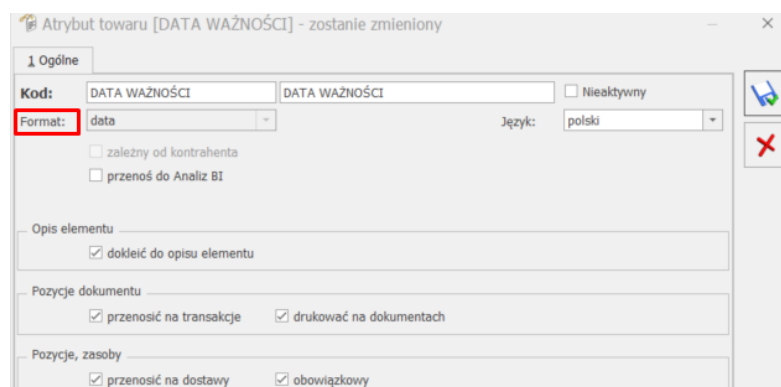 Atrybut towaru [DATA WAŻNOŚCI] - zostanie zmieniony
1 Ogólne
Kod: DATA WAŻNOŚCI DATA WAŻNOŚCI Nieaktywny
Format: data Język: polski
zależny od kontrahenta
przenoś do Analiz BI
Opis elementu
dokleić do opisu elementu
Pozycje dokumentu
przenosić na transakcje drukować na dokumentach
Pozycje, zasoby
przenosić na dostawy obowiązkowy